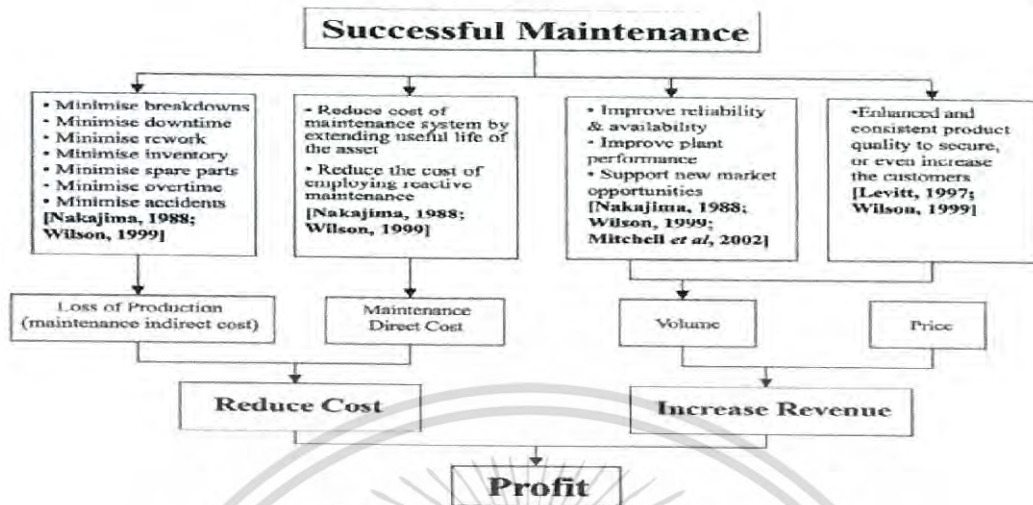 Successful Maintenance
• Minimise breakdowns
• Minimise downtime
• Minimise rework
• Minimise inventory
• Minimise spare parts
• Minimise overtime
• Minimise accidents
[Nakajima, 1988;
Wilson, 1999]
• Reduce cost of
maintenance system by
extending useful life of
the asset
• Reduce the cost of
employing reactive
maintenance
[Nakajima, 1988;
Wilson, 1999]
• Improve reliability
& availability
• Improve plant
performance
• Support new market
opportunities
[Nakajima, 1988;
Wilson, 1999;
Mitchell et al, 2002]
•Enhanced and
consistent product
quality to secure,
or even increase
the customers
[Levitt, 1997;
Wilson, 1999]
Loss of Production
(maintenance indirect cost)
Maintenance
Direct Cost
Volume
Price
Reduce Cost
Increase Revenue
Profit